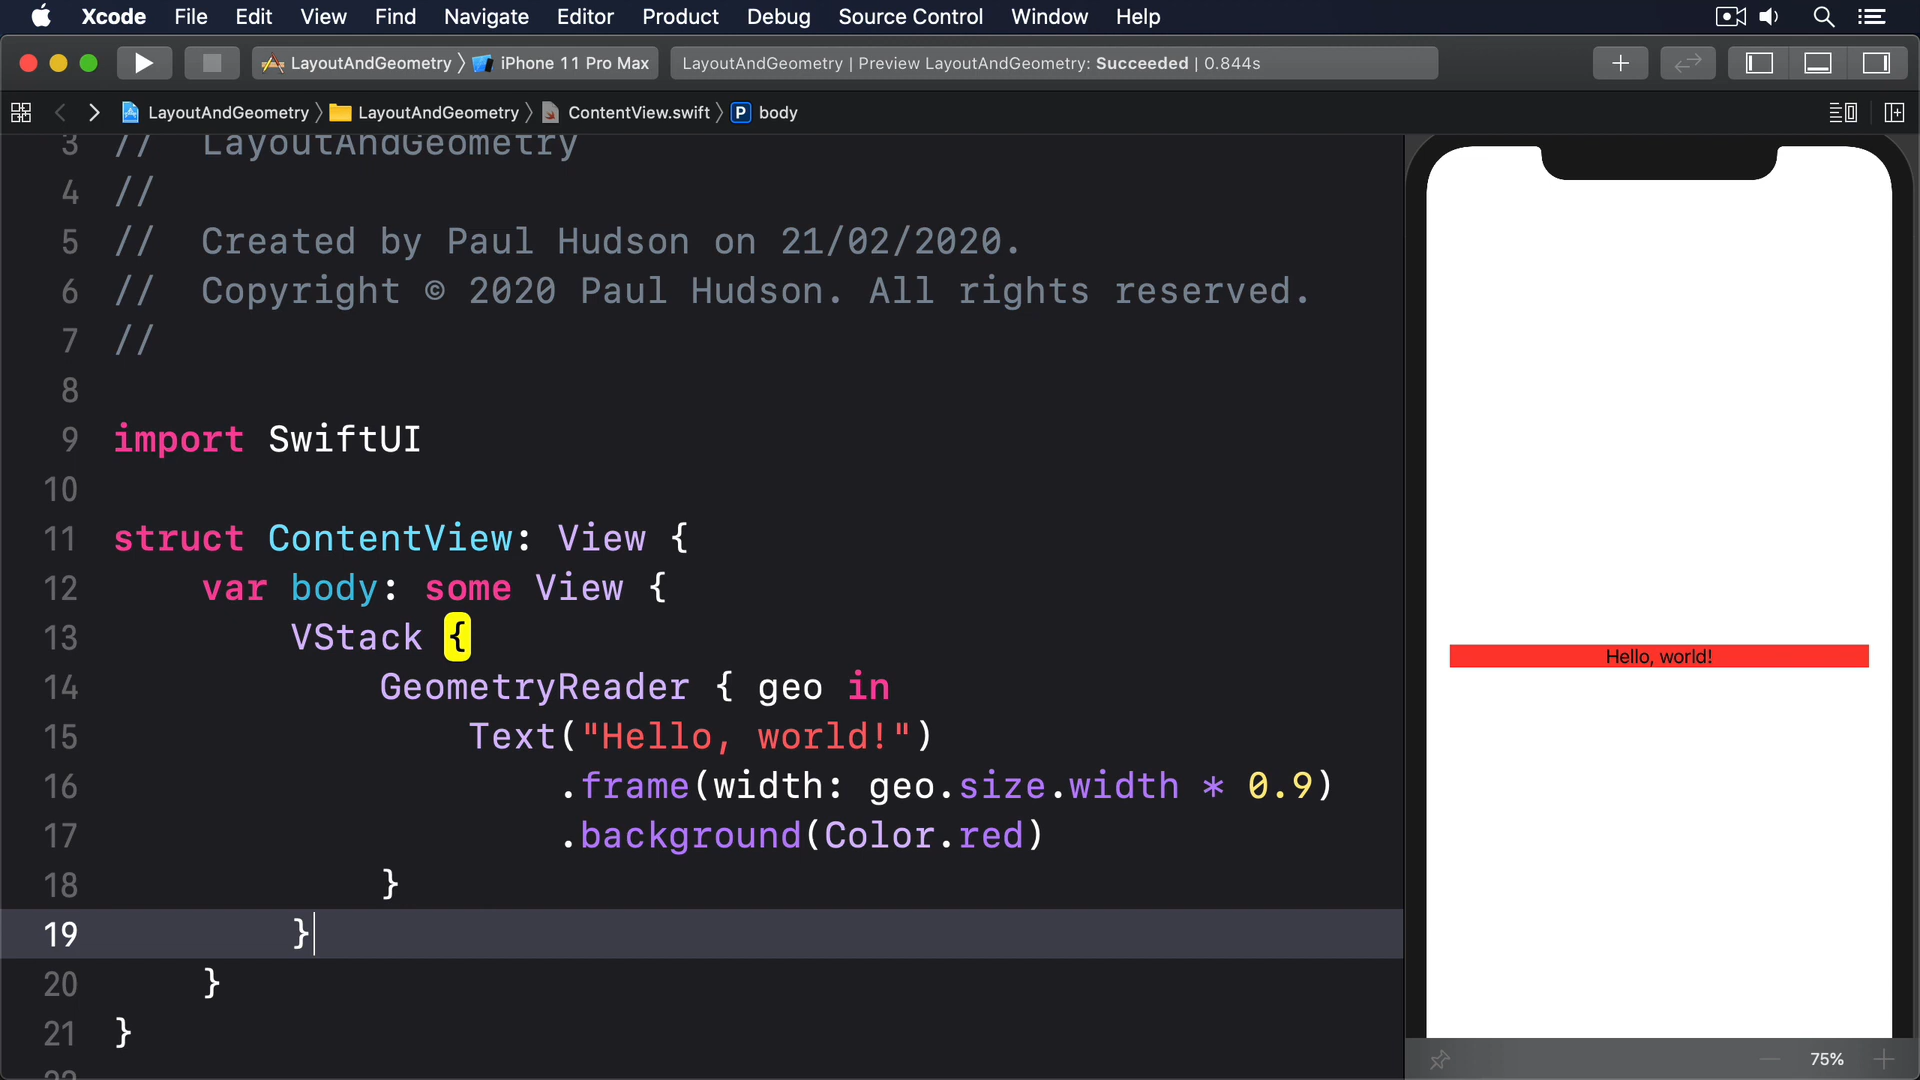 Xcode File Edit View Find Navigate Editor Product Debug Source Control Window Help
LayoutAndGeometry iPhone 11 Pro Max LayoutAndGeometry | Preview LayoutAndGeometry: Succeeded | 0.844s
LayoutAndGeometry LayoutAndGeometry ContentView.swift P body
3 // LayoutAndGeometry
4 //
5 // Created by Paul Hudson on 21/02/2020.
6 // Copyright © 2020 Paul Hudson. All rights reserved.
7 //
8
9 import SwiftUI
10
11 struct ContentView: View {
12 var body: some View {
13 VStack {
14 GeometryReader { geo in
15 Text("Hello, world!")
16 .frame(width: geo.size.width * 0.9)
17 .background(Color.red)
18 }
19 }
20 }
21 }
22
Hello, world!
75%